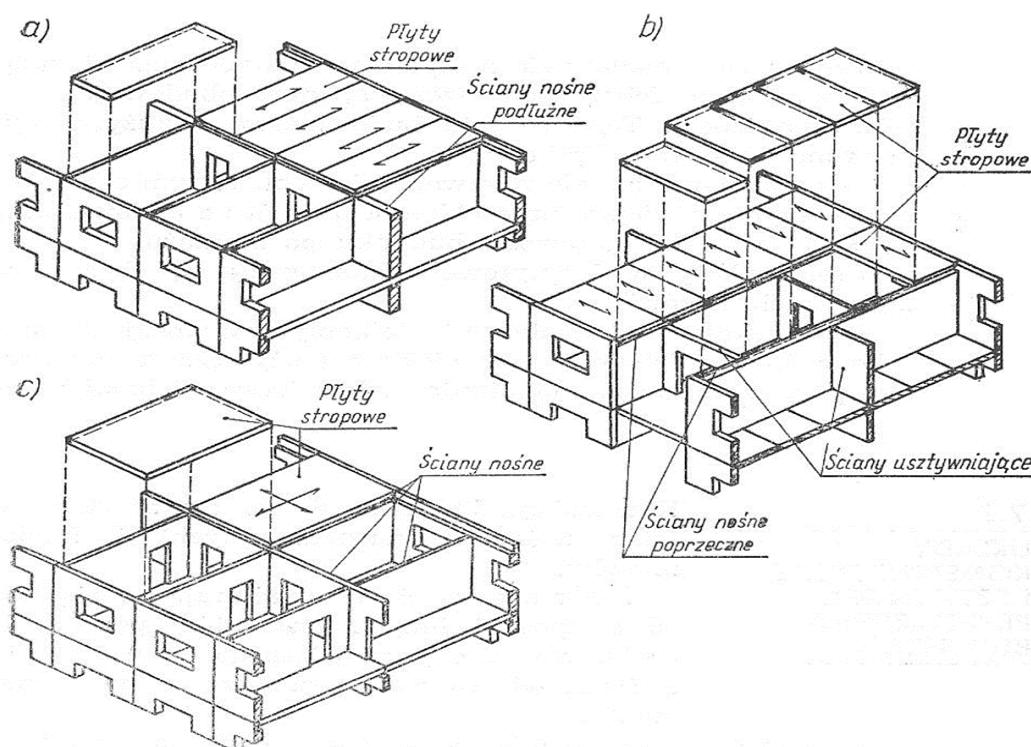 a)
Płyty
stropowe
Ściany nośne
podłużne
b)
Płyty
stropowe
Ściany usztywniające
Ściany nośne
poprzeczne
c)
Płyty
stropowe
Ściany nośne